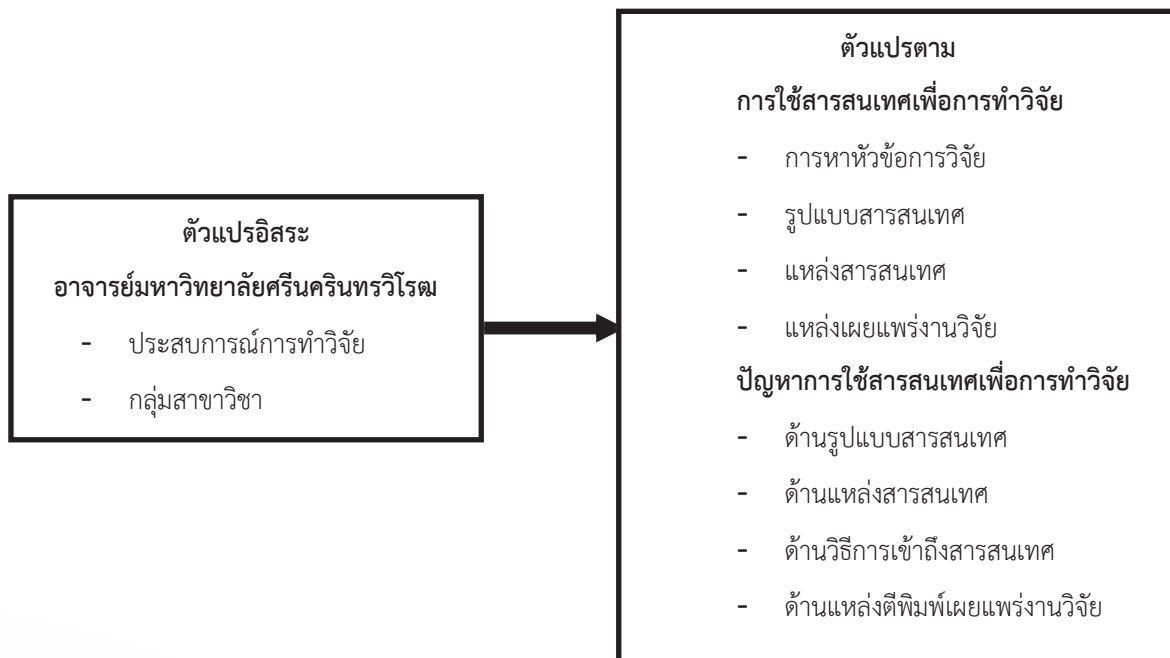 ตัวแปรอิสระ
อาจารย์มหาวิทยาลัยศรีนครินทรวิโรฒ
- ประสบการณ์การทำวิจัย
- กลุ่มสาขาวิชา
ตัวแปรตาม
การใช้สารสนเทศเพื่อการทำวิจัย
- การหาหัวข้อการวิจัย
- รูปแบบสารสนเทศ
- แหล่งสารสนเทศ
- แหล่งเผยแพร่งานวิจัย
ปัญหาการใช้สารสนเทศเพื่อการทำวิจัย
- ด้านรูปแบบสารสนเทศ
- ด้านแหล่งสารสนเทศ
- ด้านวิธีการเข้าถึงสารสนเทศ
- ด้านแหล่งตีพิมพ์เผยแพร่งานวิจัย